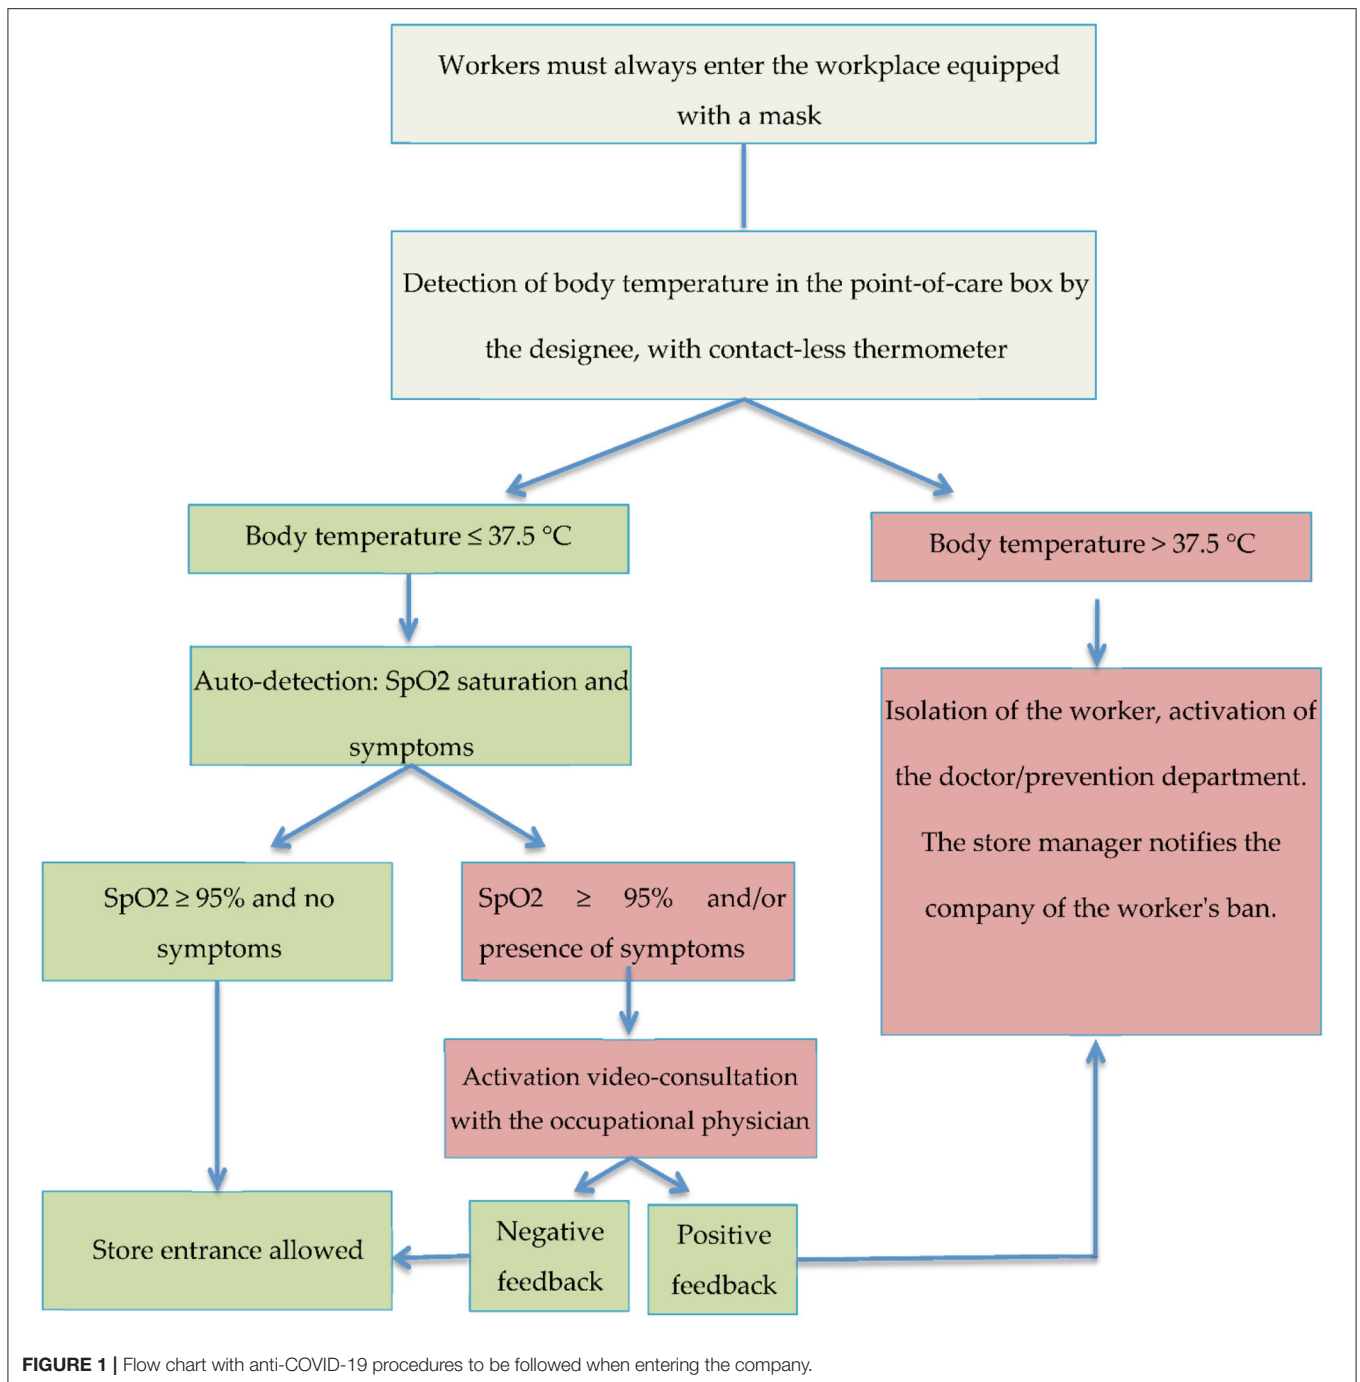 Workers must always enter the workplace equipped
with a mask
Detection of body temperature in the point-of-care box by
the designee, with contact-less thermometer
Body temperature ≤ 37.5 °C
Body temperature > 37.5 °C
Auto-detection: SpO2 saturation and
symptoms
Isolation of the worker, activation of
the doctor/prevention department.
The store manager notifies the
company of the worker's ban.
SpO2 ≥ 95% and no
symptoms
SpO2 ≥ 95% and/or
presence of symptoms
Activation video-consultation
with the occupational physician
Store entrance allowed
Negative
feedback
Positive
feedback
FIGURE 1 | Flow chart with anti-COVID-19 procedures to be followed when entering the company.